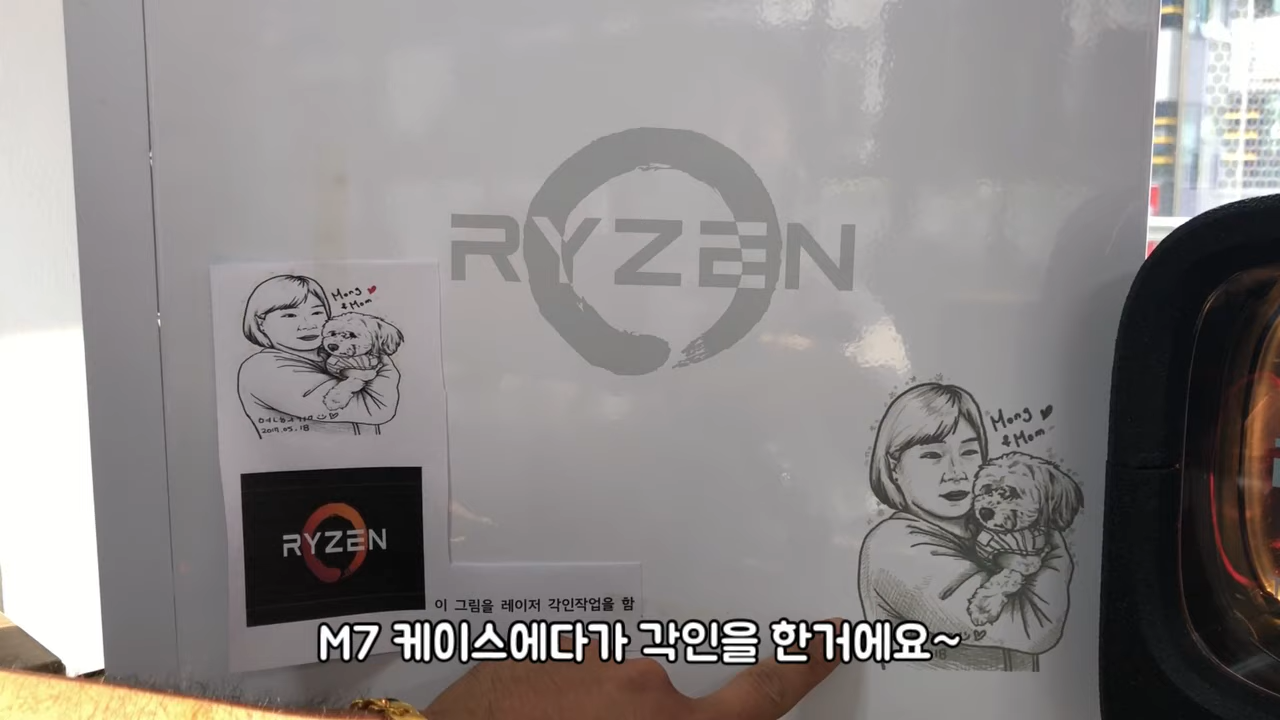 RYZEN
Mong ♥
& Mom
2019.05.18
RYZEN
이 그림을 레이저 각인작업을 함
Mong ♥
& Mom
18
M7 케이스에다가 각인을 한거에요~